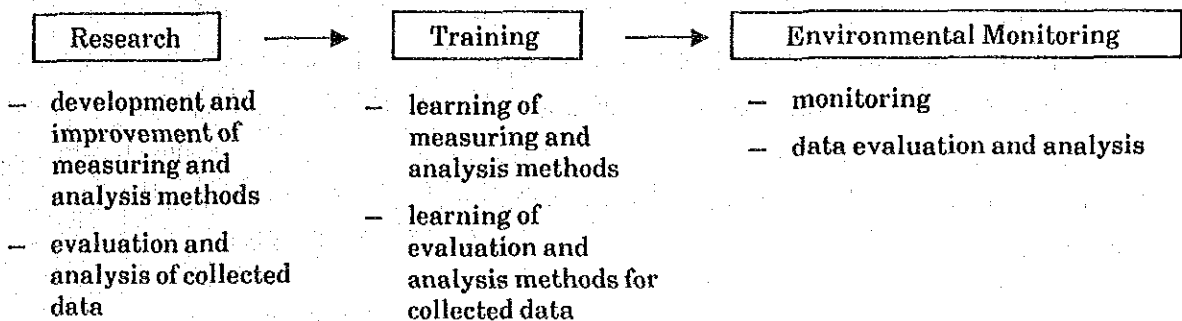 Research
Training
Environmental Monitoring
– development and
improvement of
measuring and
analysis methods
– evaluation and
analysis of collected
data
– learning of
measuring and
analysis methods
– learning of
evaluation and
analysis methods for
collected data
– monitoring
– data evaluation and analysis